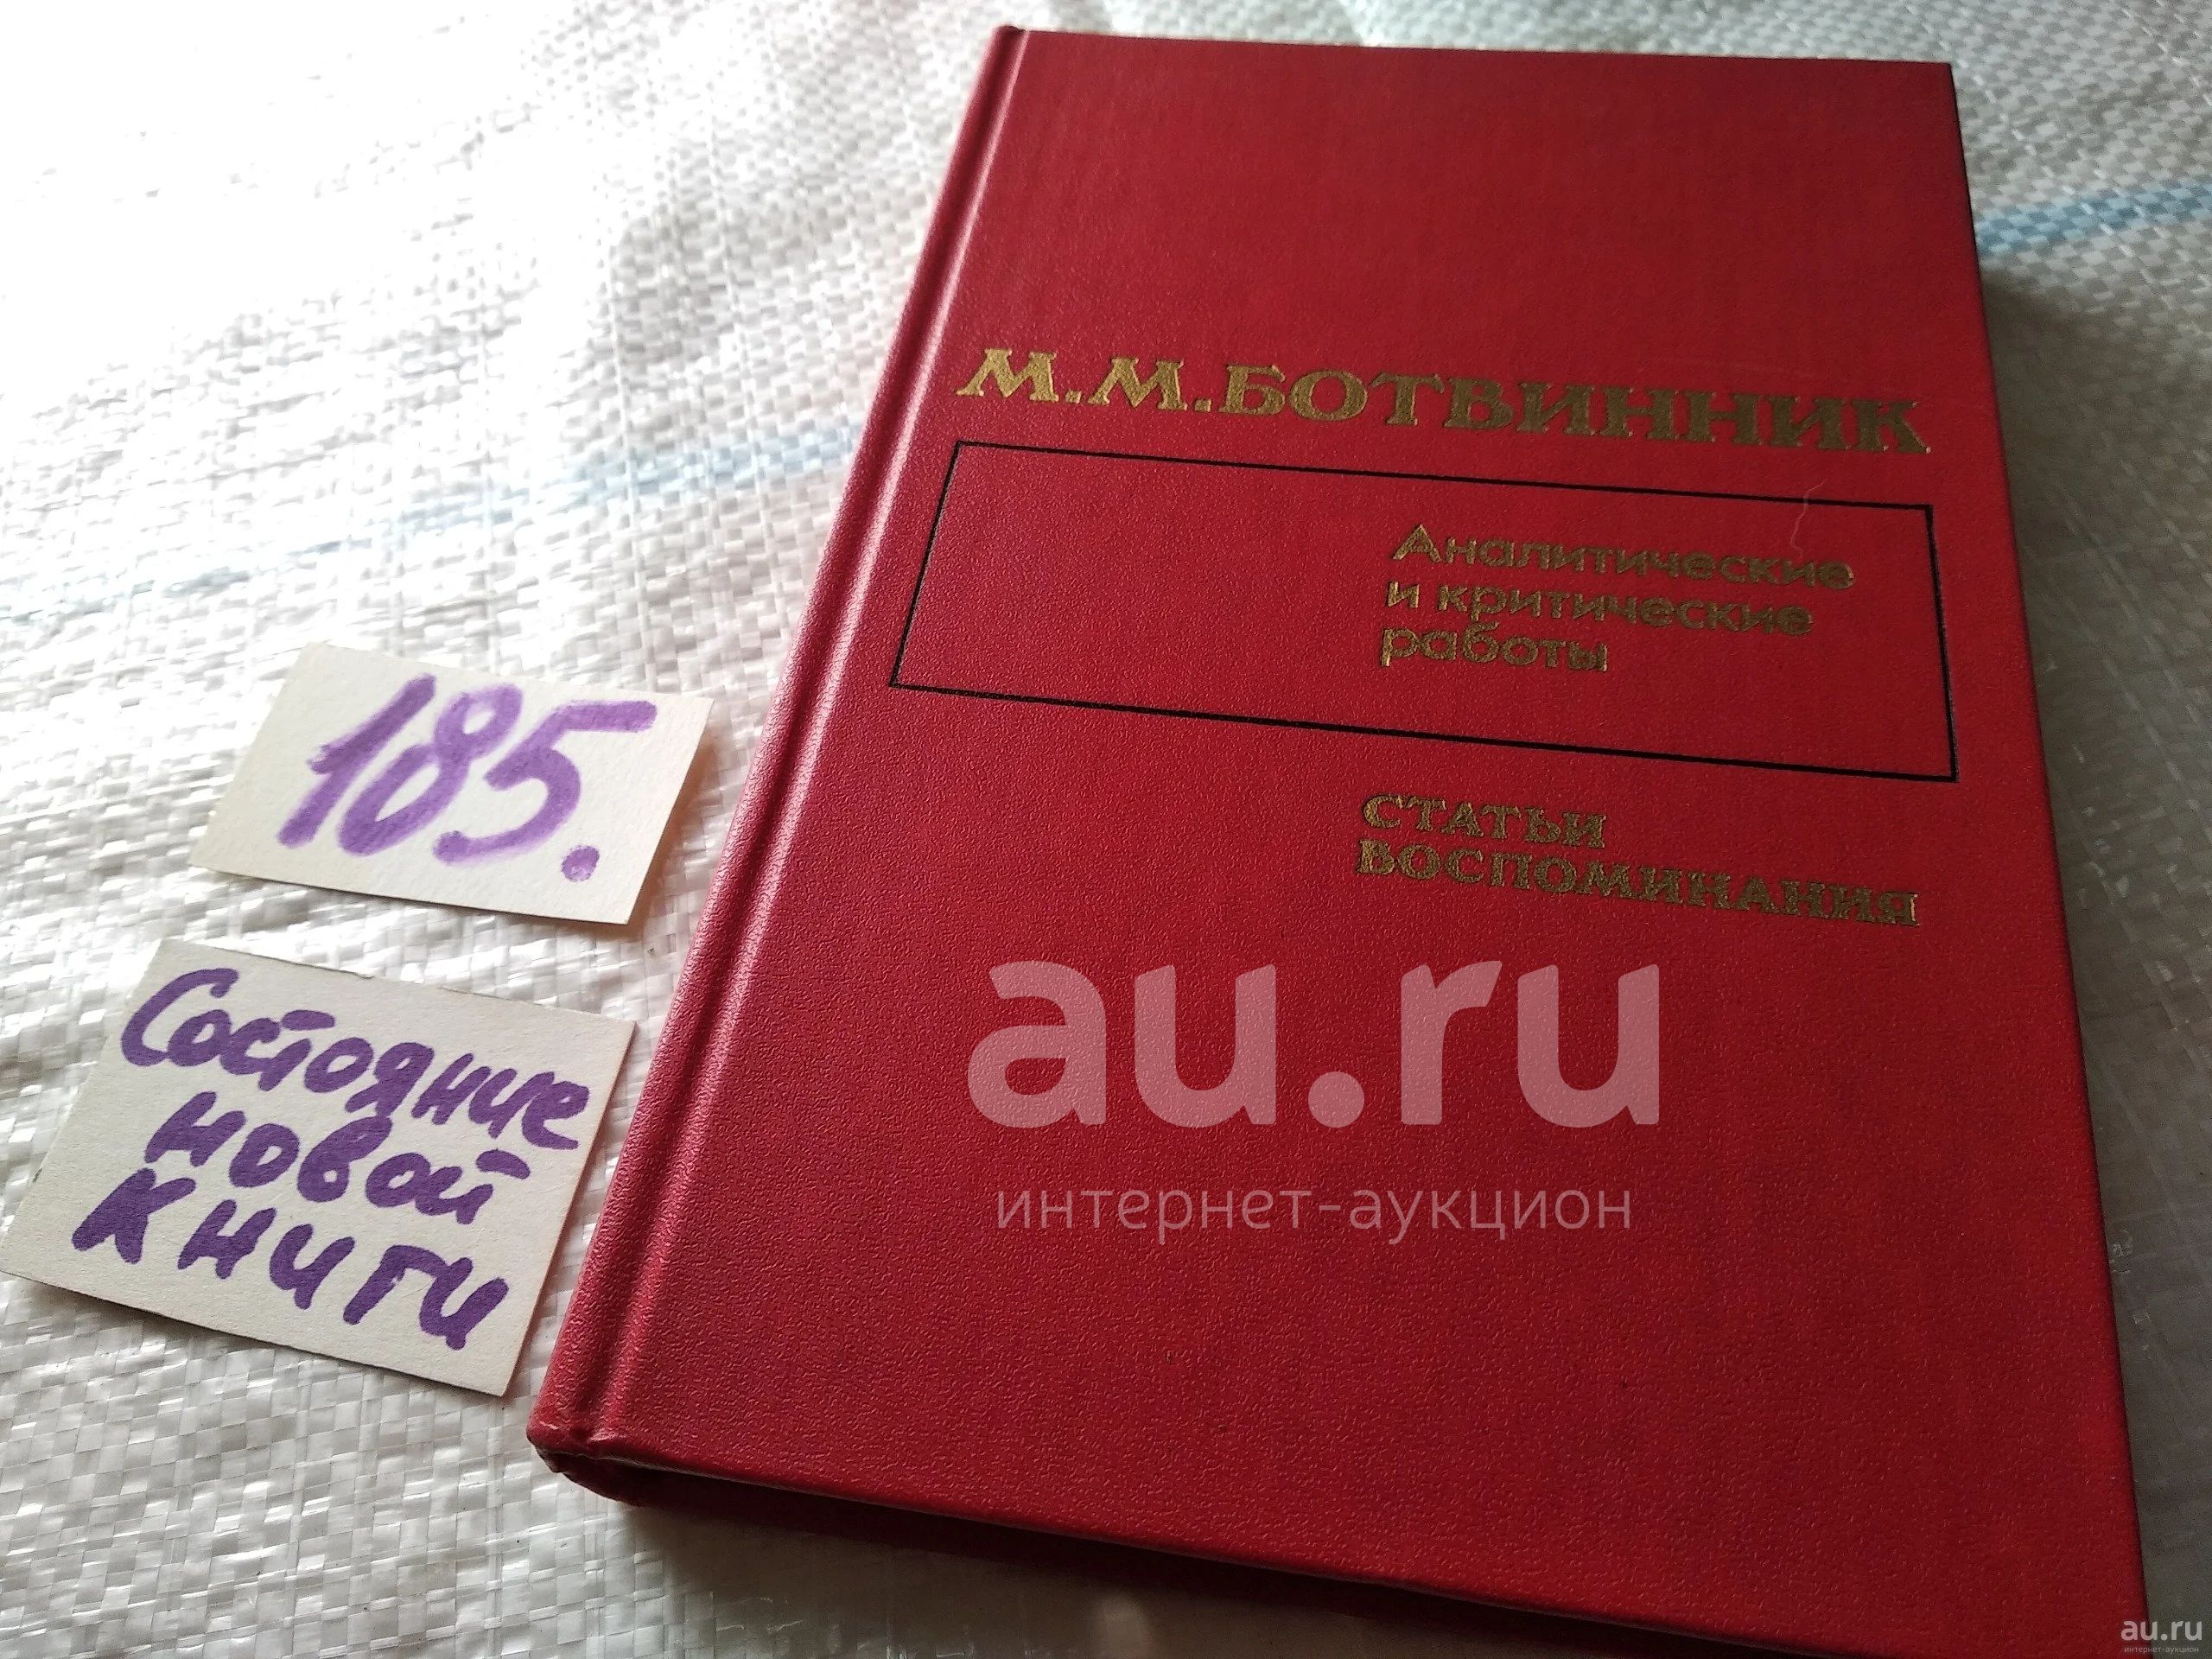 М.М.БОТВИННИК
Аналитические
и критические
работы
СТАТЬИ
ВОСПОМИНАНИЯ
185.
Состояние
новой
книги
au.ru
интернет-аукцион
au.ru
интернет-аукцион